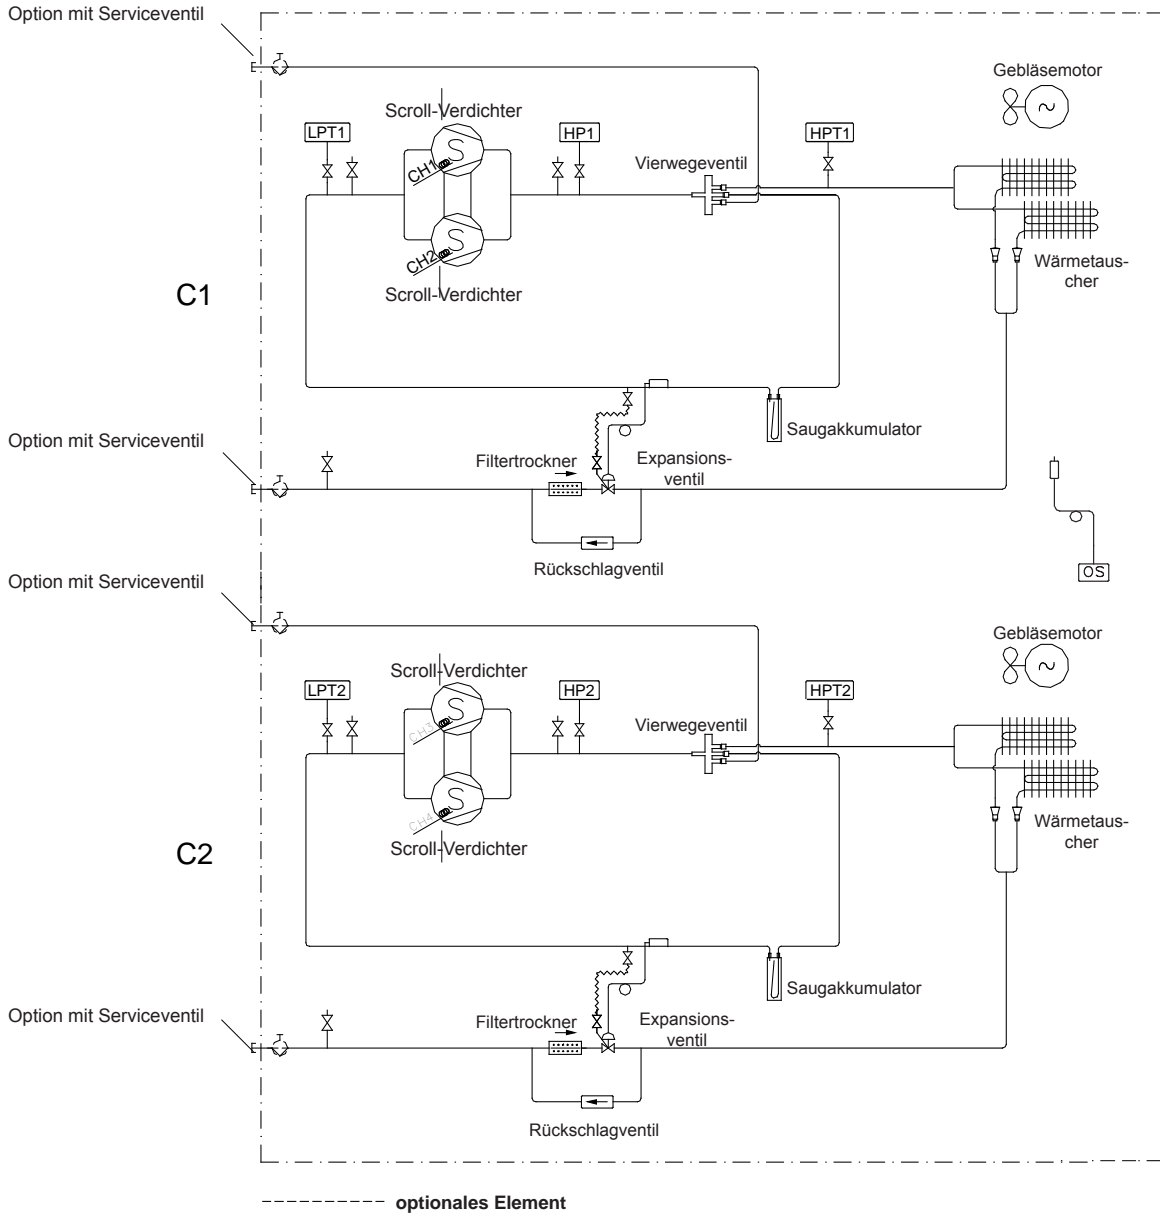 Option mit Serviceventil
Gebläsemotor
Scroll-Verdichter
LPT1
HP1
HPT1
CH1
Vierwegeventil
CH2
Scroll-Verdichter
Wärmetaus-
cher
C1
Saugakkumulator
Option mit Serviceventil
Filtertrockner
Expansions-
ventil
Rückschlagventil
OS
Option mit Serviceventil
Gebläsemotor
Scroll-Verdichter
LPT2
HP2
HPT2
CH3
Vierwegeventil
CH4
Scroll-Verdichter
Wärmetaus-
cher
C2
Saugakkumulator
Option mit Serviceventil
Filtertrockner
Expansions-
ventil
Rückschlagventil
optionales Element